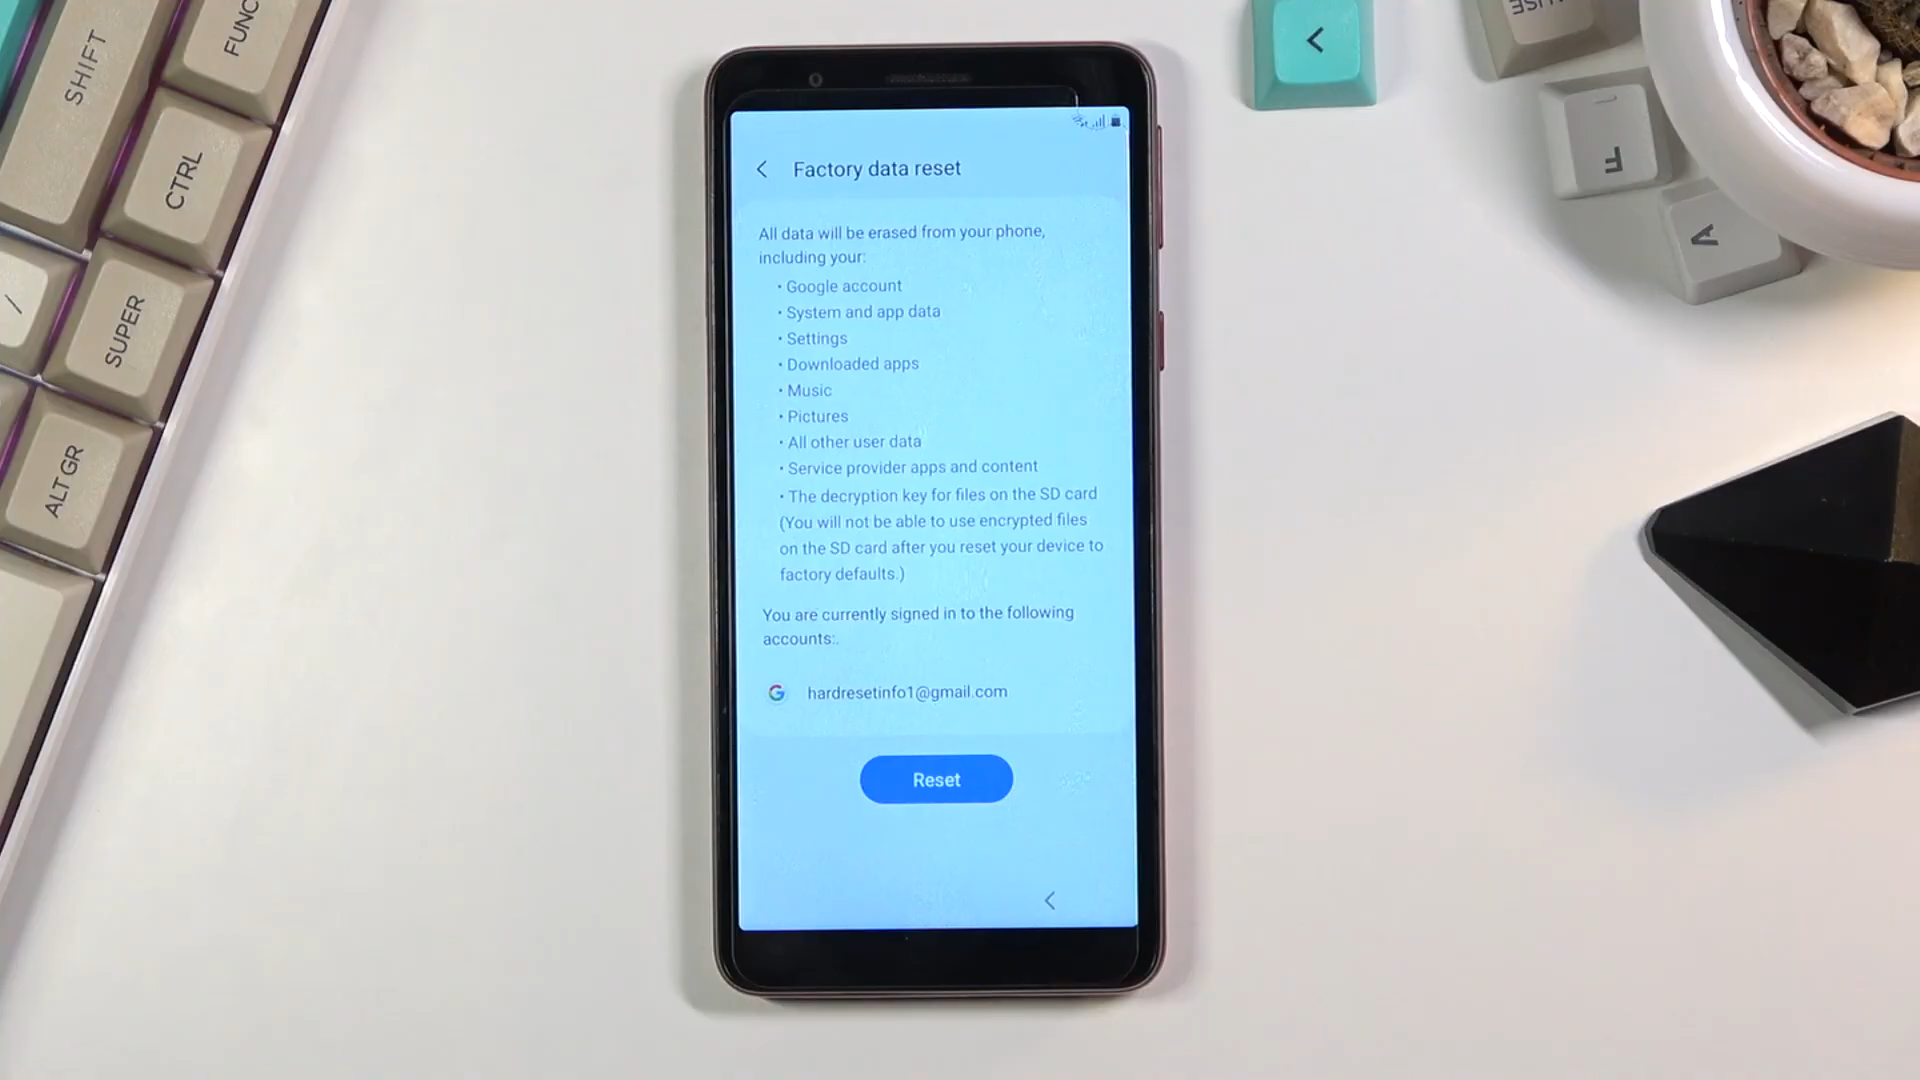 SHIFT
FUNC
CTRL
/
SUPER
ALT GR
<
F
A
Factory data reset
All data will be erased from your phone,
including your:
• Google account
• System and app data
• Settings
• Downloaded apps
• Music
• Pictures
• All other user data
• Service provider apps and content
• The decryption key for files on the SD card
(You will not be able to use encrypted files
on the SD card after you reset your device to
factory defaults.)
You are currently signed in to the following
accounts:.
G hardresetinfo1@gmail.com
Reset